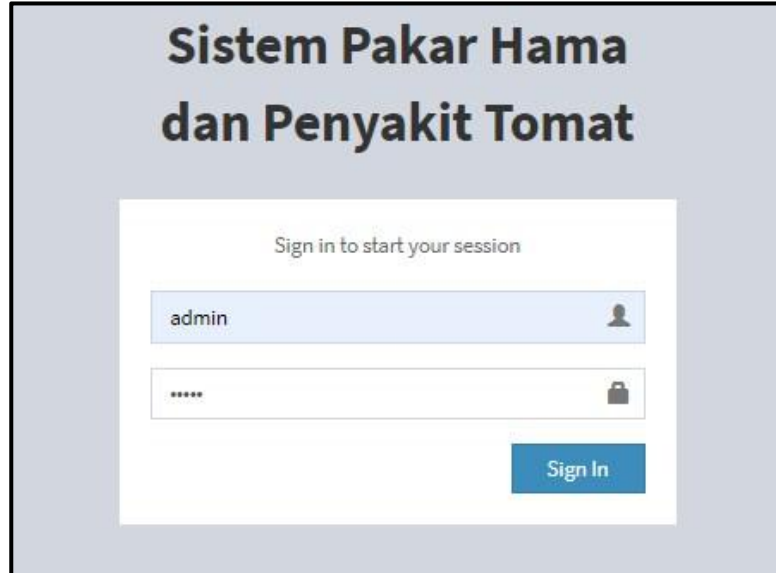 Sistem Pakar Hama
dan Penyakit Tomat
Sign in to start your session
admin
•••••
Sign In